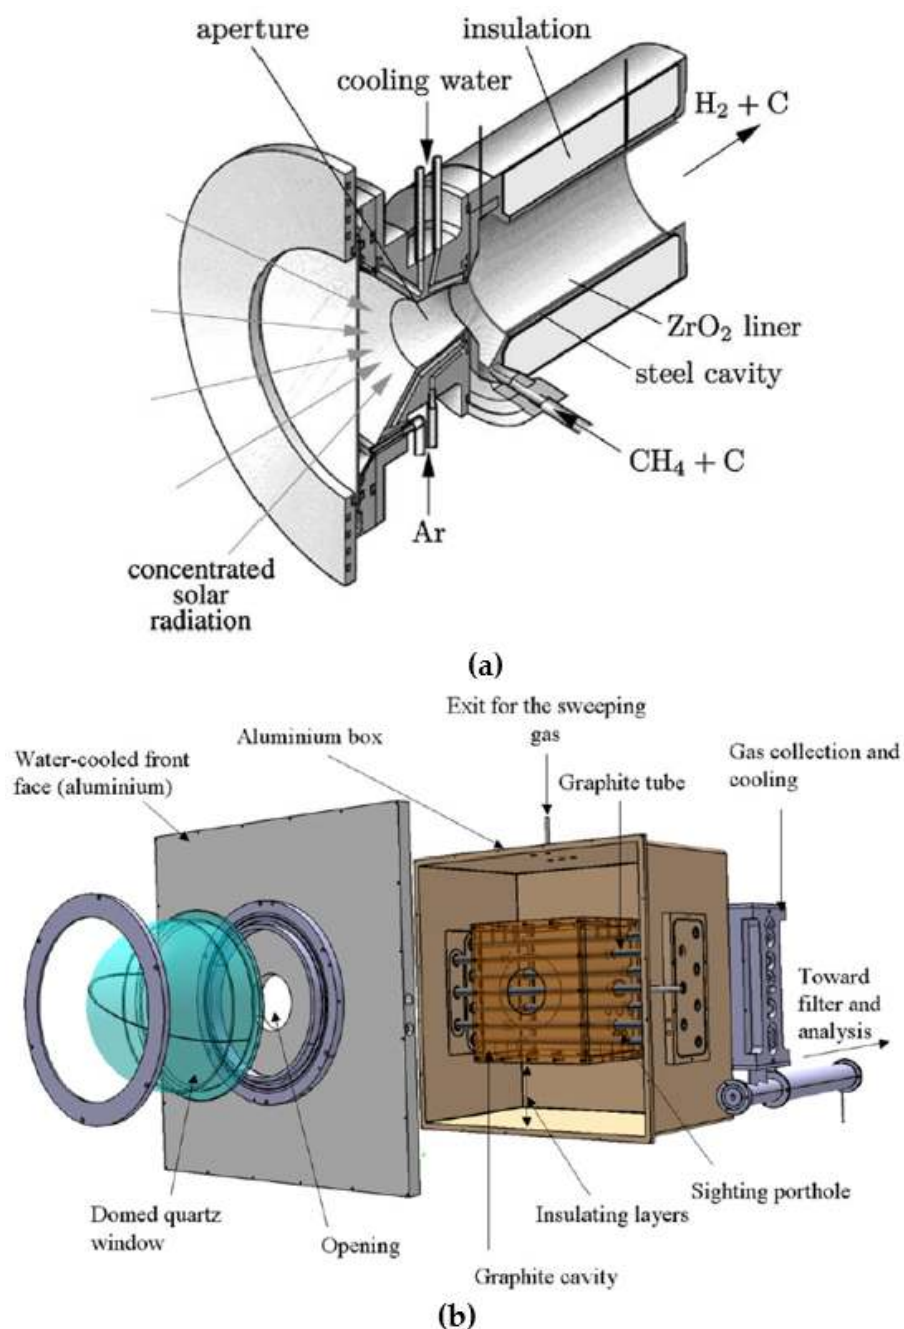 aperture
insulation
cooling water
H₂ + C
ZrO₂ liner
steel cavity
CH₄ + C
Ar
concentrated
solar
radiation
(a)
Exit for the sweeping
gas
Aluminium box
Water-cooled front
face (aluminium)
Graphite tube
Gas collection and
cooling
Toward
filter and
analysis
Sighting porthole
Domed quartz
window
Insulating layers
Opening
Graphite cavity
(b)